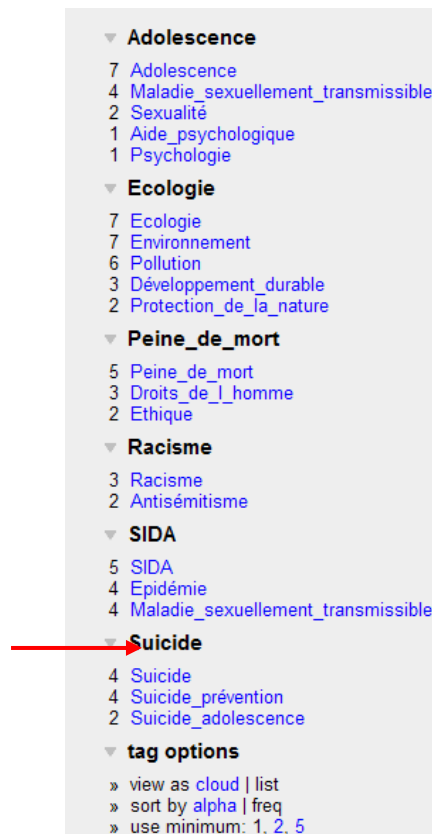 Adolescence
7 Adolescence
4 Maladie_sexuellement_transmissible
2 Sexualité
1 Aide_psychologique
1 Psychologie
Ecologie
7 Ecologie
7 Environnement
6 Pollution
3 Développement_durable
2 Protection_de_la_nature
Peine_de_mort
5 Peine_de_mort
3 Droits_de_l_homme
2 Ethique
Racisme
3 Racisme
2 Antisémitisme
SIDA
5 SIDA
4 Epidémie
4 Maladie_sexuellement_transmissible
Suicide
4 Suicide
4 Suicide_prévention
2 Suicide_adolescence
tag options
» view as cloud | list
» sort by alpha | freq
» use minimum: 1, 2, 5